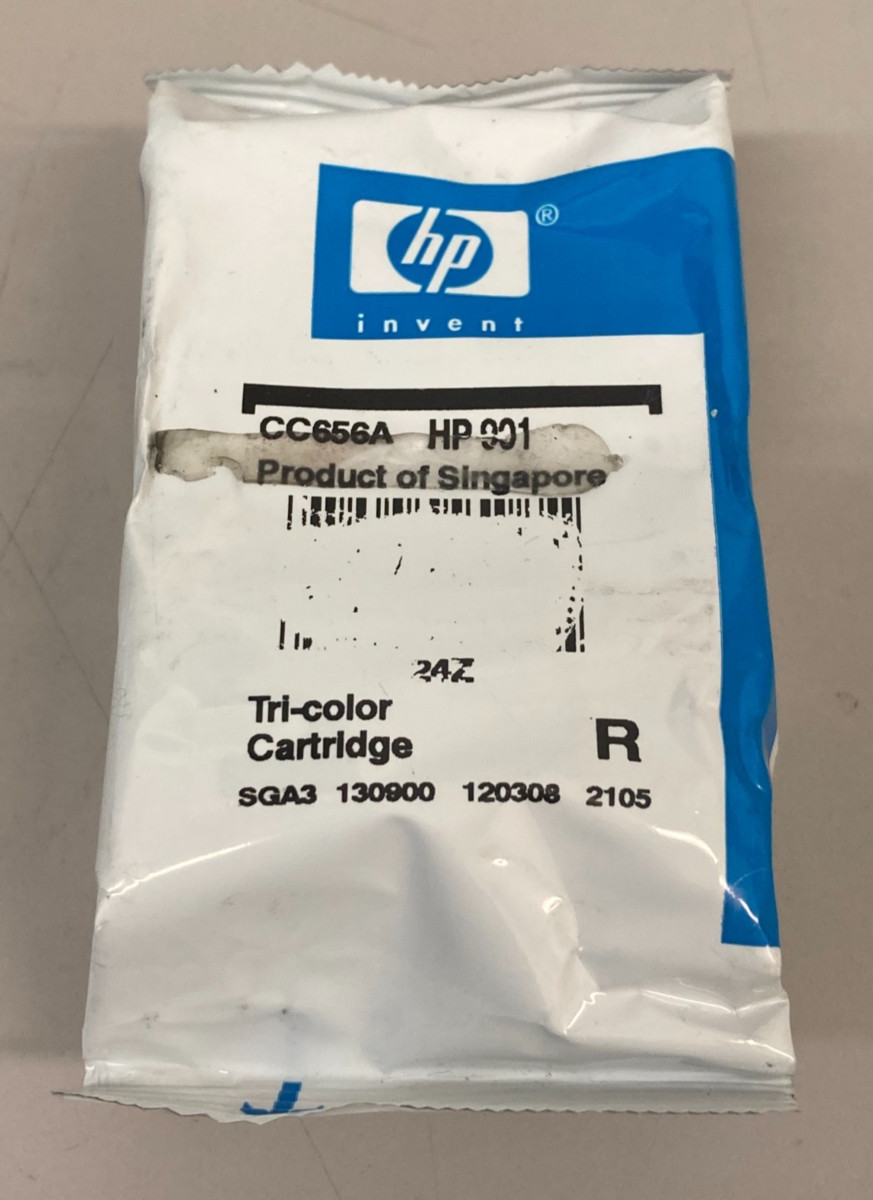 hp ®
invent
CC656A HP 901
Product of Singapore
24Z
Tri-color
Cartridge R
SGA3 130900 120308 2105